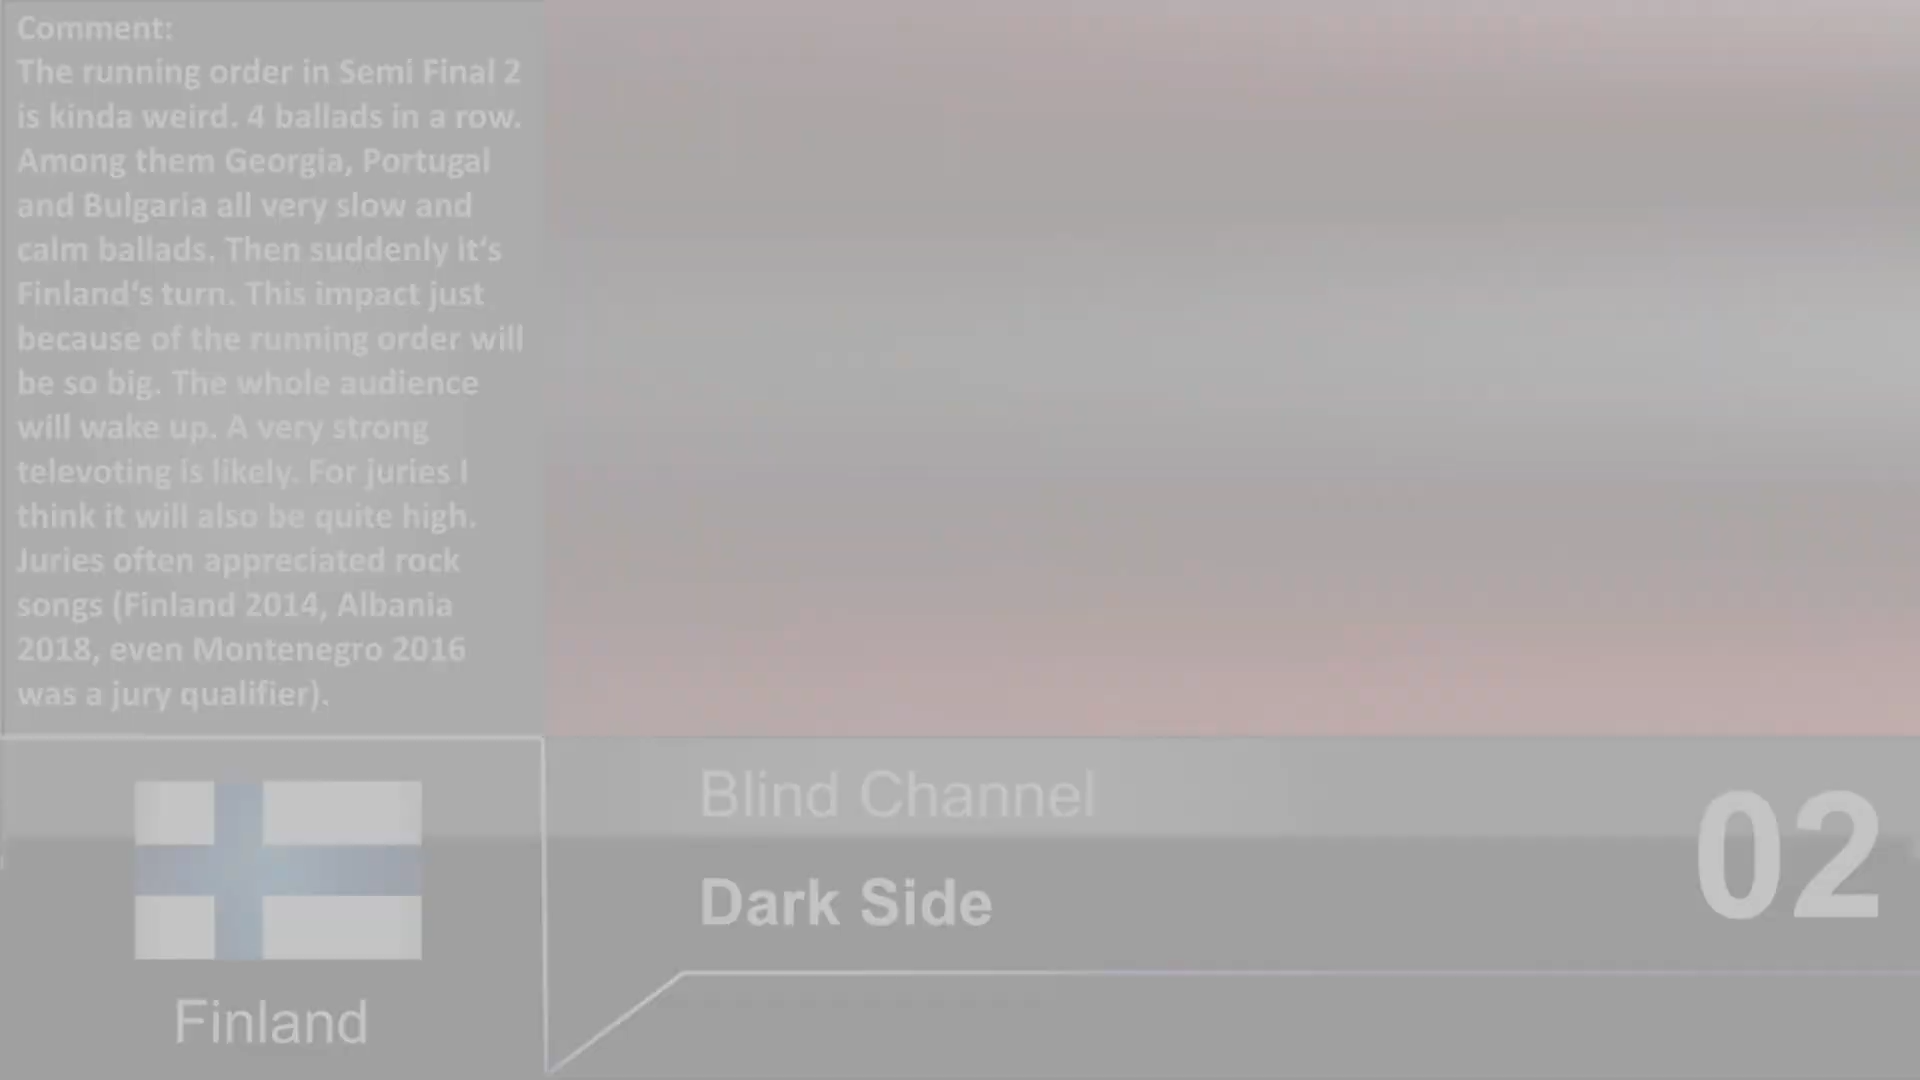 Comment:
The running order in Semi Final 2
is kinda weird. 4 ballads in a row.
Among them Georgia, Portugal
and Bulgaria all very slow and
calm ballads. Then suddenly it‘s
Finland‘s turn. This impact just
because of the running order will
be so big. The whole audience
will wake up. A very strong
televoting is likely. For juries I
think it will also be quite high.
Juries often appreciated rock
songs (Finland 2014, Albania
2018, even Montenegro 2016
was a jury qualifier).
Blind Channel
02
Dark Side
Finland